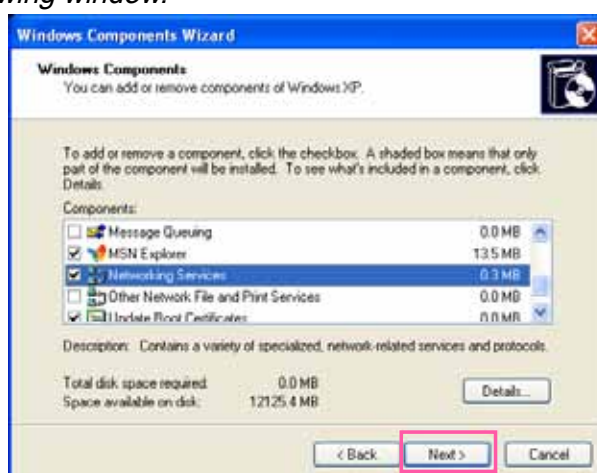 wing window.
Windows Components Wizard
Windows Components
You can add or remove components of Windows XP.
To add or remove a component, click the checkbox. A shaded box means that only
part of the component will be installed. To see what's included in a component, click
Details.
Components:
Message Queuing 0.0 MB
MSN Explorer 13.5 MB
Networking Services 0.3 MB
Other Network File and Print Services 0.0 MB
Update Root Certificates 0.0 MB
Description: Contains a variety of specialized, network-related services and protocols.
Total disk space required: 0.0 MB
Space available on disk: 12125.4 MB
Details...
< Back Next > Cancel